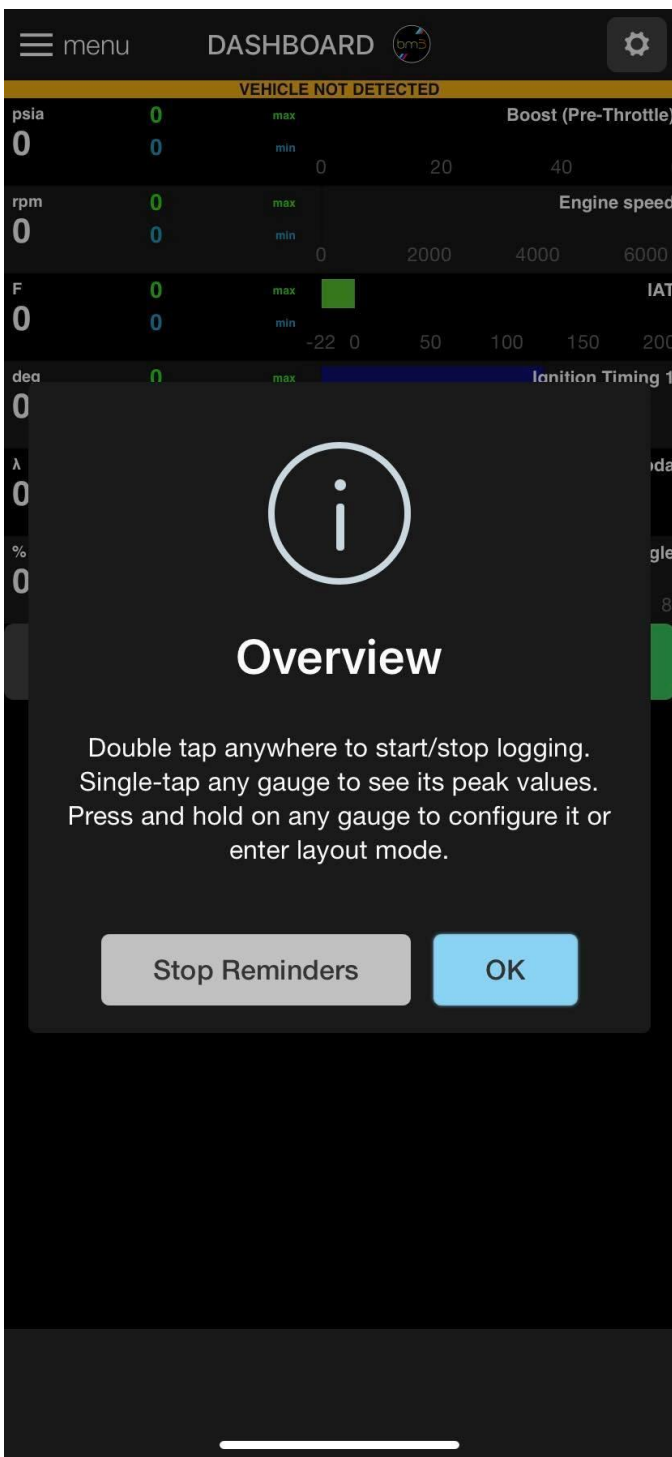 menu DASHBOARD bm3
VEHICLE NOT DETECTED
psia 0 max Boost (Pre-Throttle)
0 0 min
0 20 40
rpm 0 max Engine speed
0 0 min
0 2000 4000 6000
F 0 max IAT
0 0 min
-22 0 50 100 150 200
deg 0 max Ignition Timing 1
0
λ
0
%
0
8
Overview
Double tap anywhere to start/stop logging.
Single-tap any gauge to see its peak values.
Press and hold on any gauge to configure it or
enter layout mode.
Stop Reminders OK